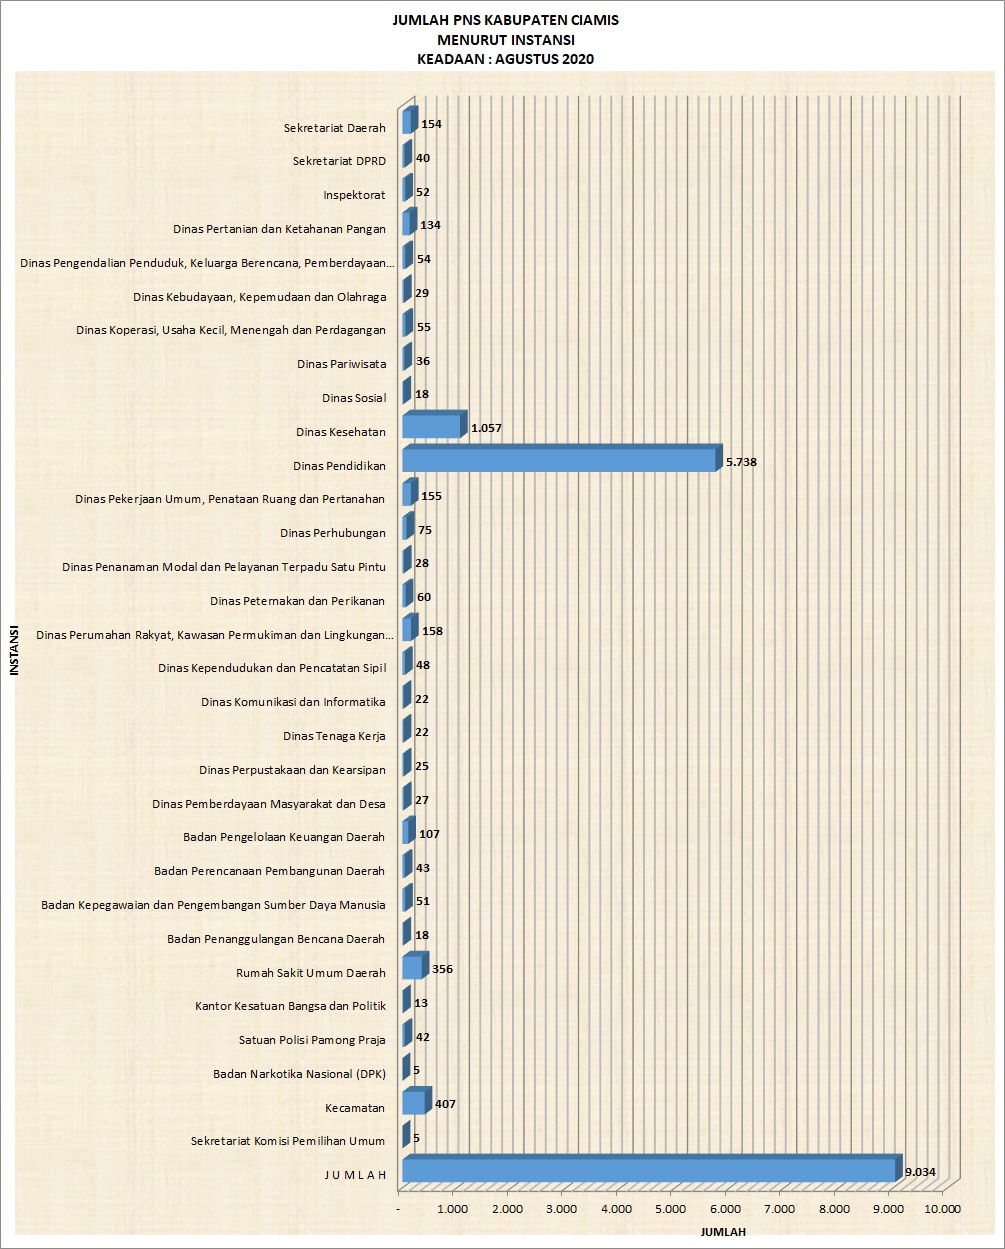 JUMLAH PNS KABUPATEN CIAMIS
MENURUT INSTANSI
KEADAAN : AGUSTUS 2020
Sekretariat Daerah 154
Sekretariat DPRD 40
Inspektorat 52
Dinas Pertanian dan Ketahanan Pangan 134
Dinas Pengendalian Penduduk, Keluarga Berencana, Pemberdayaan... 54
Dinas Kebudayaan, Kepemudaan dan Olahraga 29
Dinas Koperasi, Usaha Kecil, Menengah dan Perdagangan 55
Dinas Pariwisata 36
Dinas Sosial 18
Dinas Kesehatan 1.057
Dinas Pendidikan 5.738
Dinas Pekerjaan Umum, Penataan Ruang dan Pertanahan 155
Dinas Perhubungan 75
Dinas Penanaman Modal dan Pelayanan Terpadu Satu Pintu 28
Dinas Peternakan dan Perikanan 60
Dinas Perumahan Rakyat, Kawasan Permukiman dan Lingkungan... 158
Dinas Kependudukan dan Pencatatan Sipil 48
Dinas Komunikasi dan Informatika 22
Dinas Tenaga Kerja 22
Dinas Perpustakaan dan Kearsipan 25
Dinas Pemberdayaan Masyarakat dan Desa 27
Badan Pengelolaan Keuangan Daerah 107
Badan Perencanaan Pembangunan Daerah 43
Badan Kepegawaian dan Pengembangan Sumber Daya Manusia 51
Badan Penanggulangan Bencana Daerah 18
Rumah Sakit Umum Daerah 356
Kantor Kesatuan Bangsa dan Politik 13
Satuan Polisi Pamong Praja 42
Badan Narkotika Nasional (DPK) 5
Kecamatan 407
Sekretariat Komisi Pemilihan Umum 5
J U M L A H 9.034
INSTANSI
- 1.000 2.000 3.000 4.000 5.000 6.000 7.000 8.000 9.000 10.000
JUMLAH